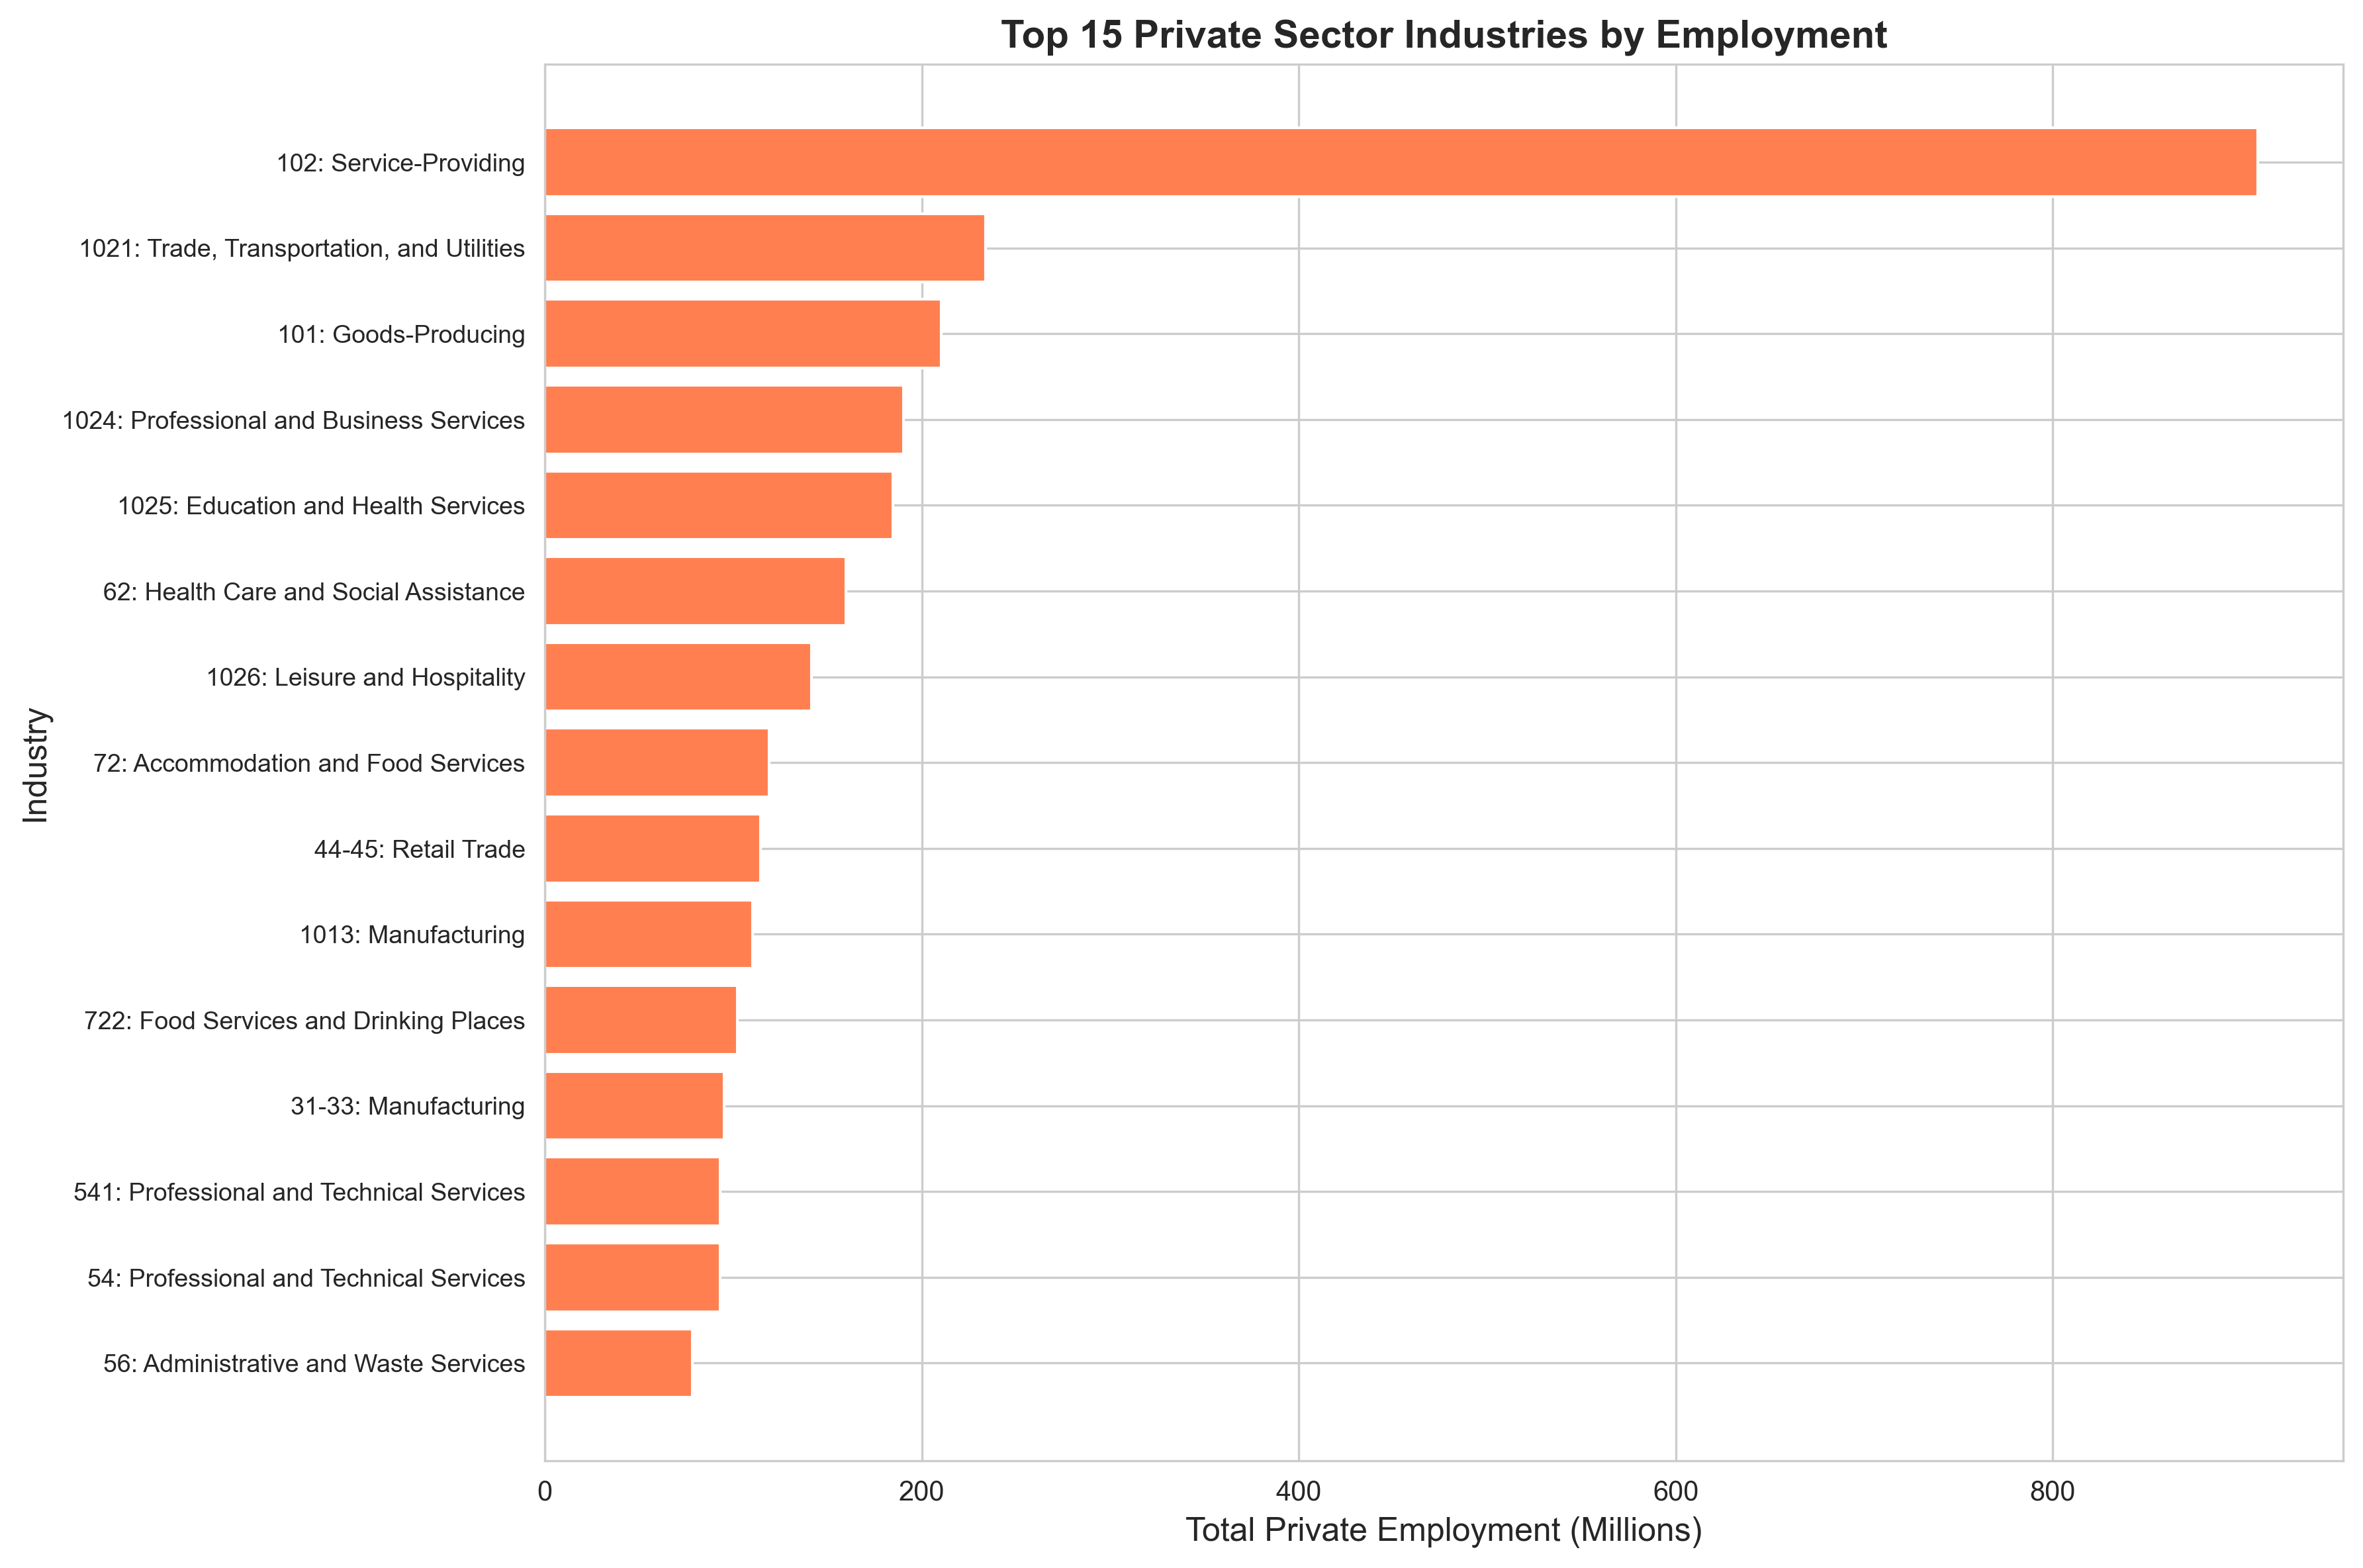 Top 15 Private Sector Industries by Employment
102: Service-Providing
1021: Trade, Transportation, and Utilities
101: Goods-Producing
1024: Professional and Business Services
1025: Education and Health Services
62: Health Care and Social Assistance
1026: Leisure and Hospitality
72: Accommodation and Food Services
44-45: Retail Trade
1013: Manufacturing
722: Food Services and Drinking Places
31-33: Manufacturing
541: Professional and Technical Services
54: Professional and Technical Services
56: Administrative and Waste Services
Industry
0 200 400 600 800
Total Private Employment (Millions)